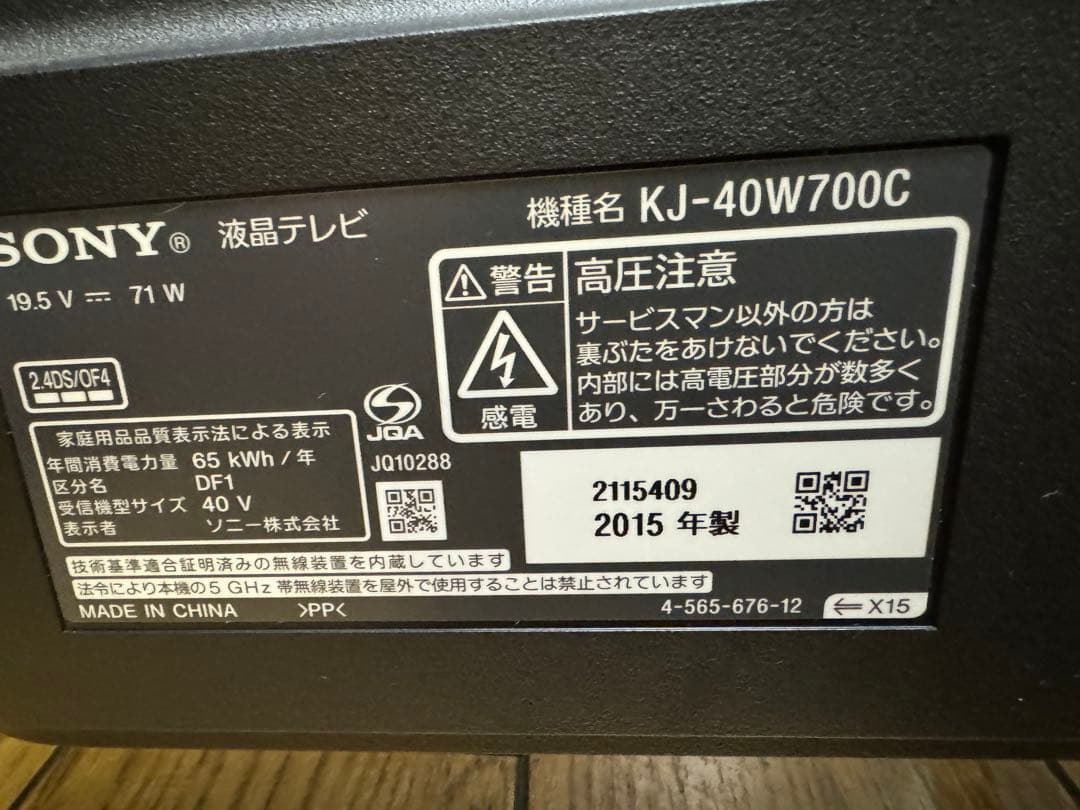 SONY® 液晶テレビ
機種名 KJ-40W700C
19.5 V ⎓ 71 W
警告
感電
高圧注意
サービスマン以外の方は
裏ぶたをあけないでください。
内部には高電圧部分が数多く
あり、万一さわると危険です。
2.4DS/OF4
家庭用品品質表示法による表示
年間消費電力量 65 kWh / 年
区分名 DF1
受信機型サイズ 40 V
表示者 ソニー株式会社
JQA
JQ10288
2115409
2015 年製
技術基準適合証明済みの無線装置を内蔵しています
法令により本機の5 GHz 帯無線装置を屋外で使用することは禁止されています
MADE IN CHINA >PP<
4-565-676-12
⇐ X15